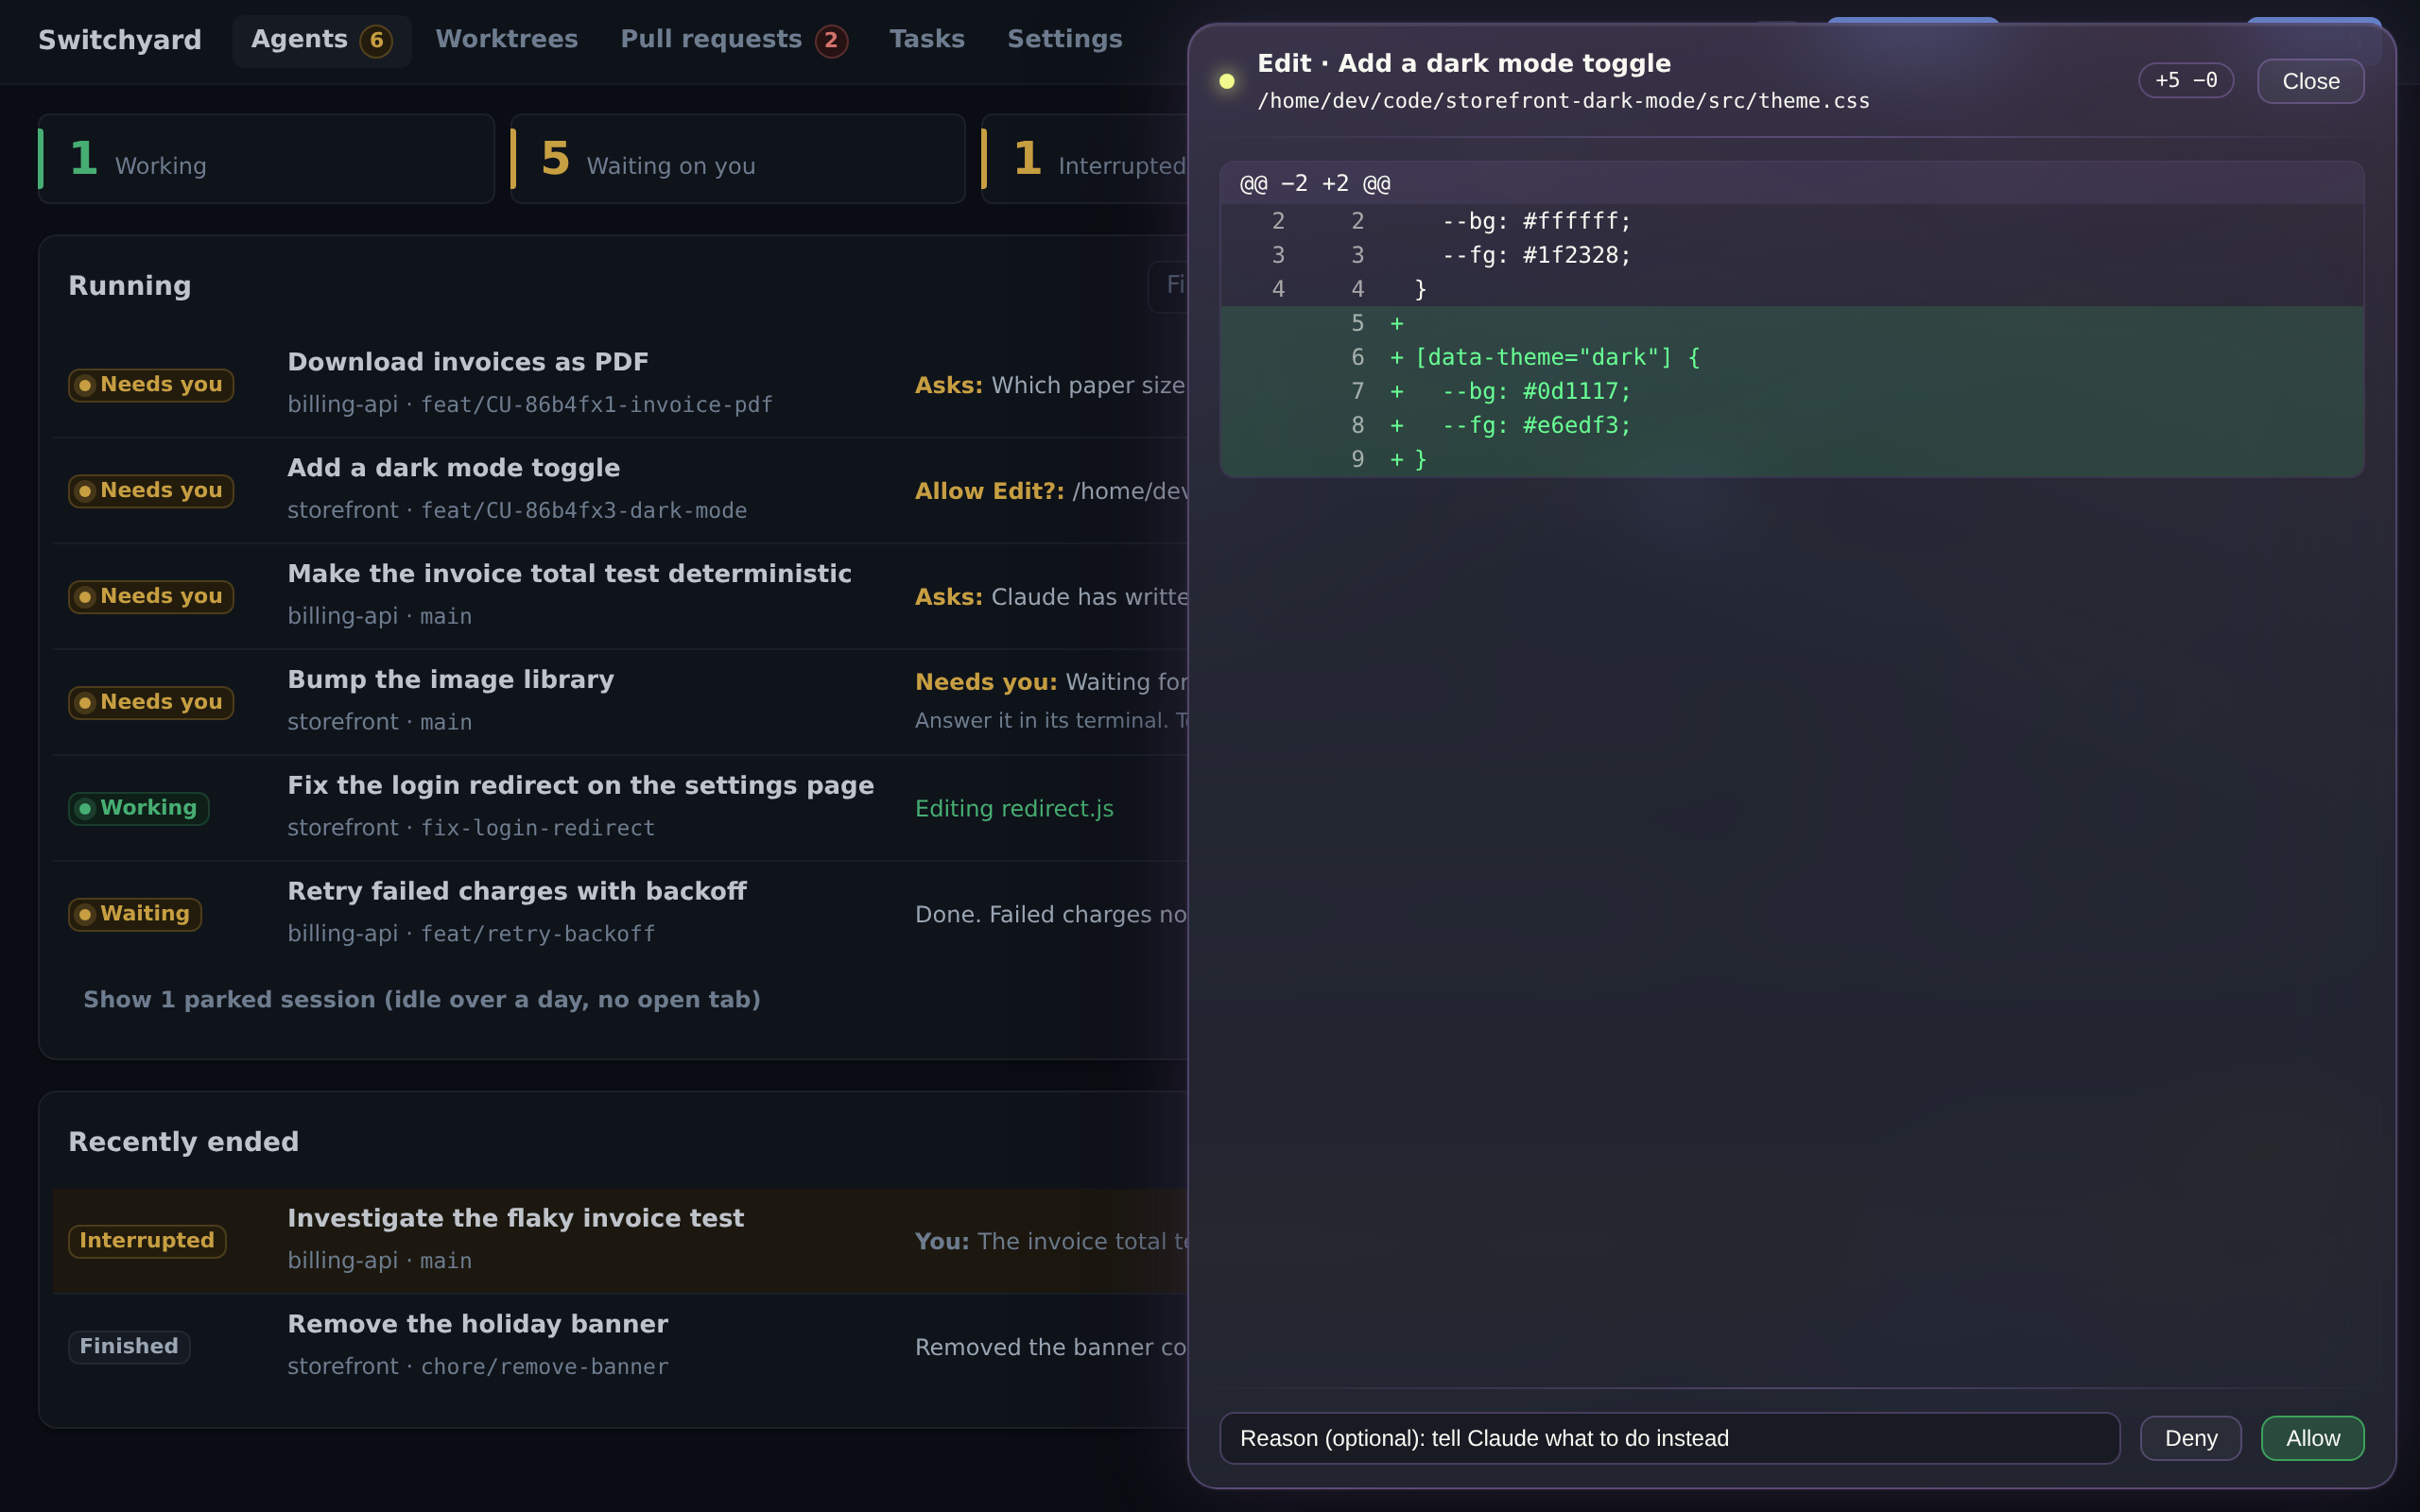 Switchyard Agents 6 Worktrees Pull requests 2 Tasks Settings
1 Working
5 Waiting on you
1 Interrupted
Running
Needs you
Download invoices as PDF
billing-api · feat/CU-86b4fx1-invoice-pdf
Asks: Which paper size
Needs you
Add a dark mode toggle
storefront · feat/CU-86b4fx3-dark-mode
Allow Edit?: /home/dev
Needs you
Make the invoice total test deterministic
billing-api · main
Asks: Claude has writte
Needs you
Bump the image library
storefront · main
Needs you: Waiting for
Answer it in its terminal.
Working
Fix the login redirect on the settings page
storefront · fix-login-redirect
Editing redirect.js
Waiting
Retry failed charges with backoff
billing-api · feat/retry-backoff
Done. Failed charges no
Show 1 parked session (idle over a day, no open tab)
Recently ended
Interrupted
Investigate the flaky invoice test
billing-api · main
You: The invoice total te
Finished
Remove the holiday banner
storefront · chore/remove-banner
Removed the banner co
Edit · Add a dark mode toggle
/home/dev/code/storefront-dark-mode/src/theme.css
+5 −0
Close
@@ −2 +2 @@
2 2 --bg: #ffffff;
3 3 --fg: #1f2328;
4 4 }
5 +
6 + [data-theme="dark"] {
7 + --bg: #0d1117;
8 + --fg: #e6edf3;
9 + }
Reason (optional): tell Claude what to do instead
Deny
Allow